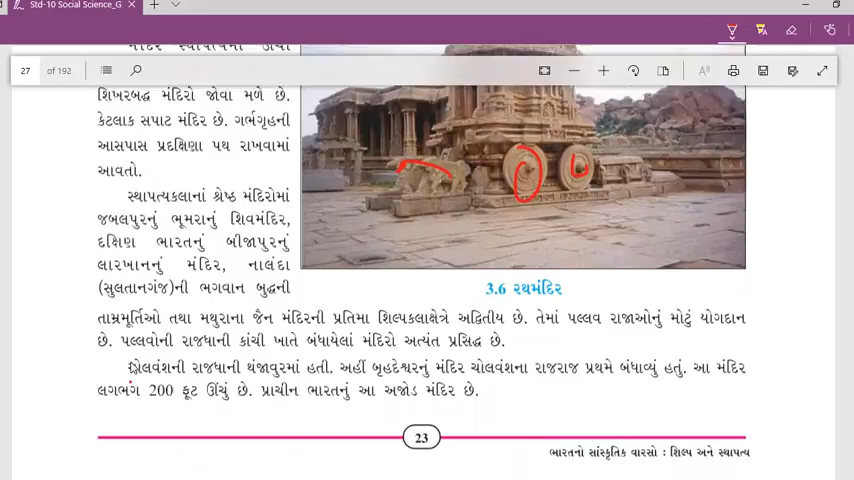 Std-10 Social Science_G
27 of 192
શિખરબદ્ધ મંદિરો જોવા મળે છે.
કેટલાક સપાટ મંદિર છે. ગર્ભગૃહની
આસપાસ પ્રદક્ષિણા પથ રાખવામાં
આવતો.
સ્થાપત્યકલાનાં શ્રેષ્ઠ મંદિરોમાં
જબલપુરનું ભૂમરાનું શિવમંદિર,
દક્ષિણ ભારતનું બીજાપુરનું
લારખાનનું મંદિર, નાલંદા
(સુલતાનગંજ)ની ભગવાન બુદ્ધની
3.6 રથમંદિર
તામ્રમૂર્તિઓ તથા મથુરાના જૈન મંદિરની પ્રતિમા શિલ્પકલાક્ષેત્રે અદ્વિતીય છે. તેમાં પલ્લવ રાજાઓનું મોટું યોગદાન
છે. પલ્લવોની રાજધાની કાંચી ખાતે બંધાયેલાં મંદિરો અત્યંત પ્રસિદ્ધ છે.
ચોલવંશની રાજધાની થંજાવુરમાં હતી. અહીં બૃહદેશ્વરનું મંદિર ચોલવંશના રાજરાજ પ્રથમે બંધાવ્યું હતું. આ મંદિર
લગભગ 200 ફૂટ ઊંચું છે. પ્રાચીન ભારતનું આ અજોડ મંદિર છે.
23
ભારતનો સાંસ્કૃતિક વારસો : શિલ્પ અને સ્થાપત્ય